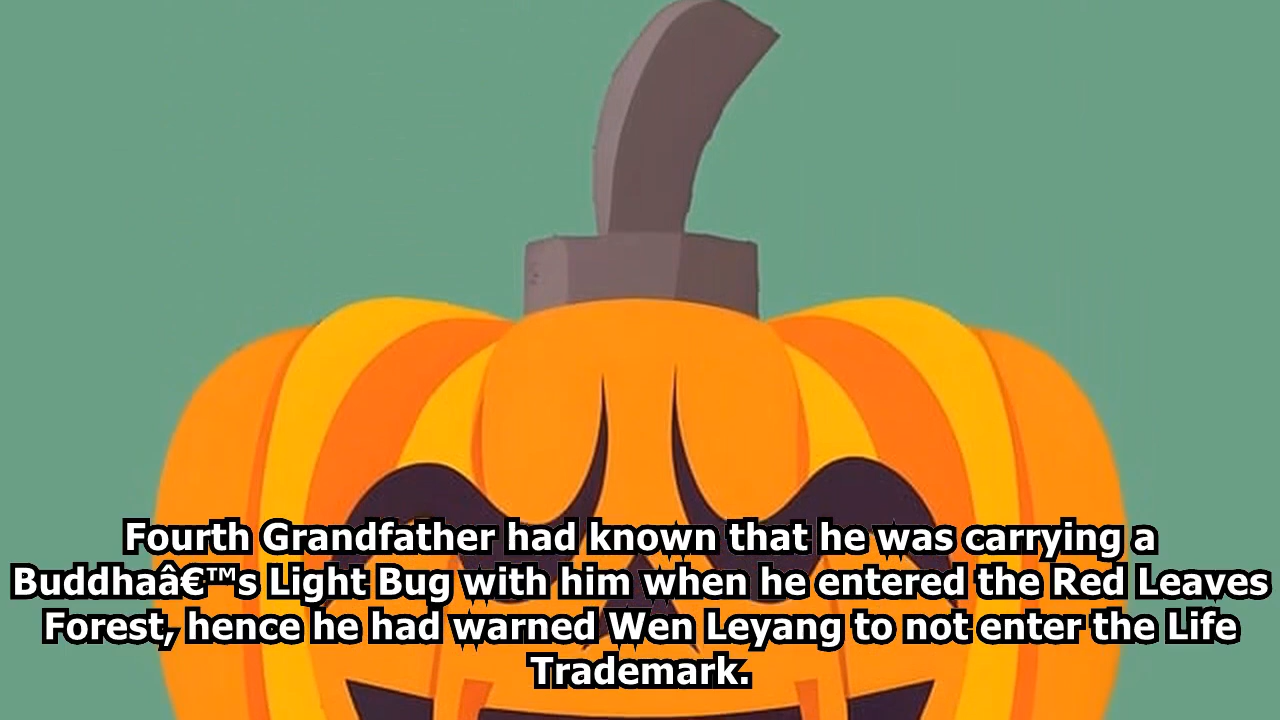 Fourth Grandfather had known that he was carrying a
Buddhaâ€™s Light Bug with him when he entered the Red Leaves
Forest, hence he had warned Wen Leyang to not enter the Life
Trademark.